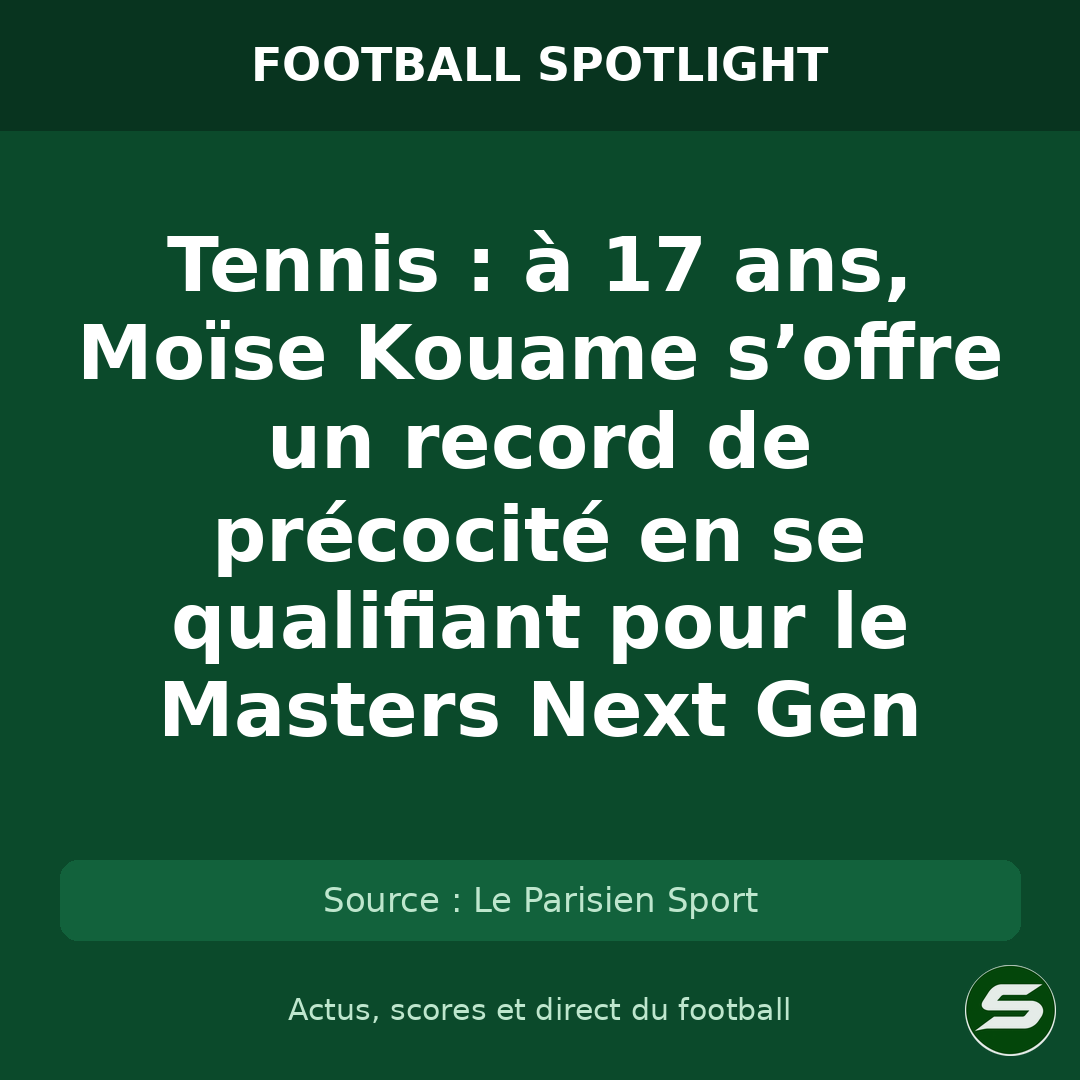 FOOTBALL SPOTLIGHT
Tennis : à 17 ans,
Moïse Kouame s’offre
un record de
précocité en se
qualifiant pour le
Masters Next Gen
Source : Le Parisien Sport
Actus, scores et direct du football
S